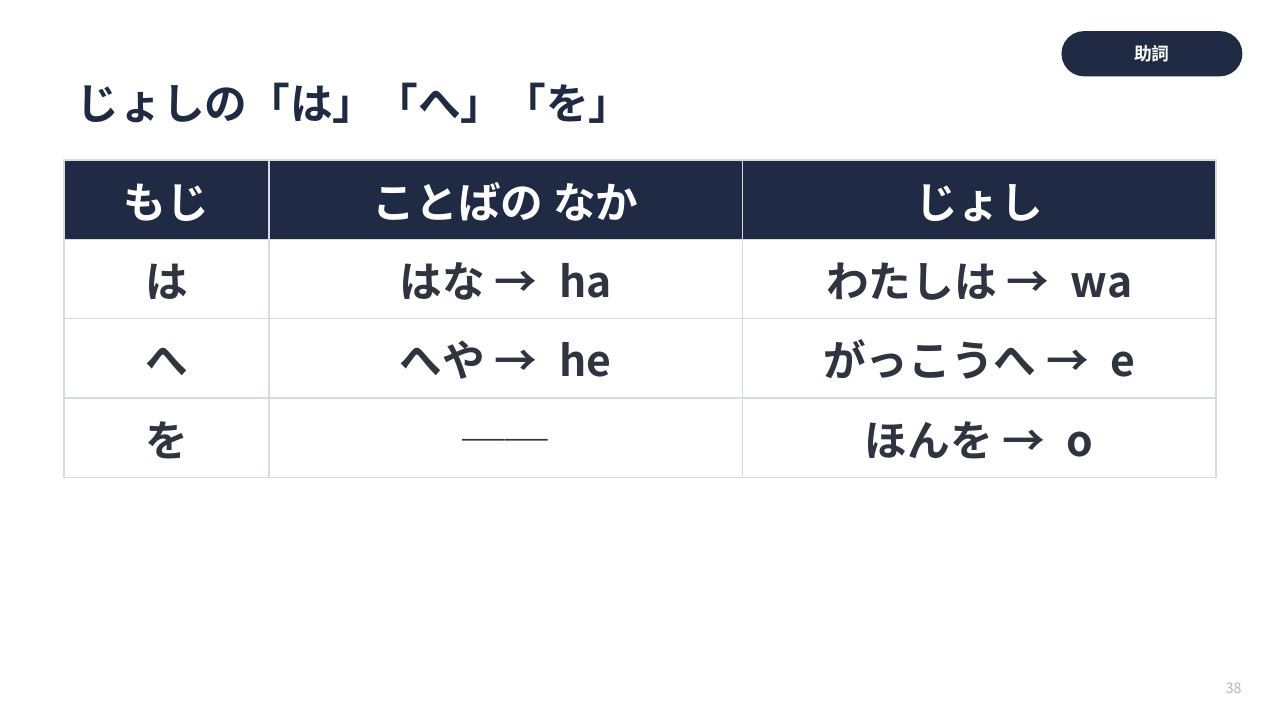 助詞
じょしの「は」「へ」「を」
もじ ことばの なか じょし
は はな → ha わたしは → wa
へ へや → he がっこうへ → e
を —— ほんを → o
38